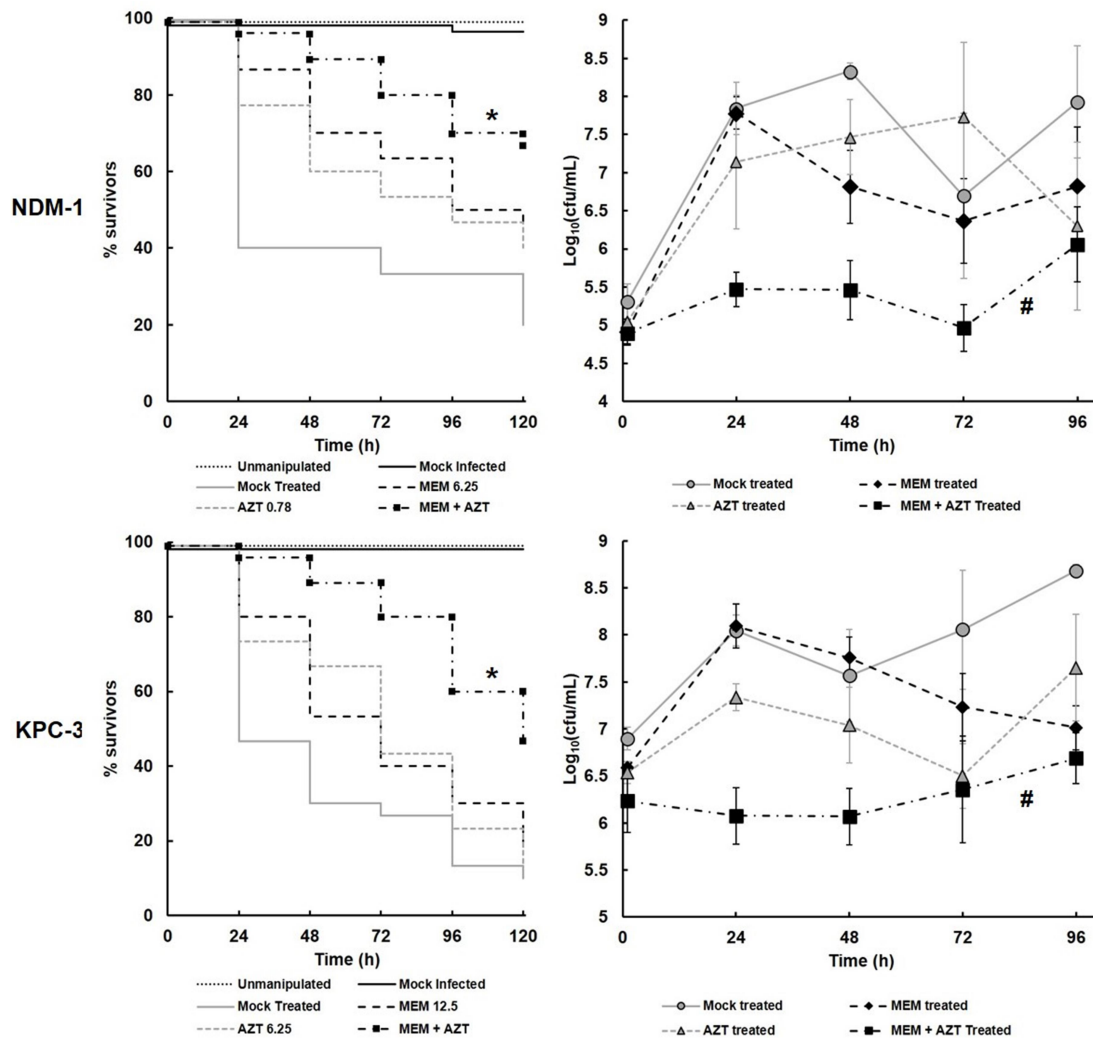 NDM-1
% survivors
100
80
60
40
20
0
*
0 24 48 72 96 120
Time (h)
Unmanipulated Mock Infected
Mock Treated MEM 6.25
AZT 0.78 MEM + AZT
Log10(cfu/mL)
9
8.5
8
7.5
7
6.5
6
5.5
5
4.5
4
#
0 24 48 72 96
Time (h)
Mock treated MEM treated
AZT treated MEM + AZT Treated
KPC-3
% survivors
100
80
60
40
20
0
*
0 24 48 72 96 120
Time (h)
Unmanipulated Mock Infected
Mock Treated MEM 12.5
AZT 6.25 MEM + AZT
Log10(cfu/mL)
9
8.5
8
7.5
7
6.5
6
5.5
5
#
0 24 48 72 96
Time (h)
Mock treated MEM treated
AZT treated MEM + AZT Treated